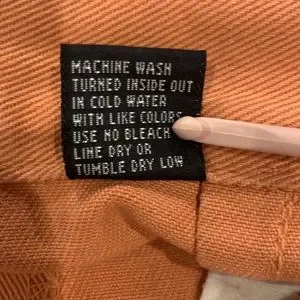 MACHINE WASH
TURNED INSIDE OUT
IN COLD WATER
WITH LIKE COLORS
USE NO BLEACH
LINE DRY OR
TUMBLE DRY LOW